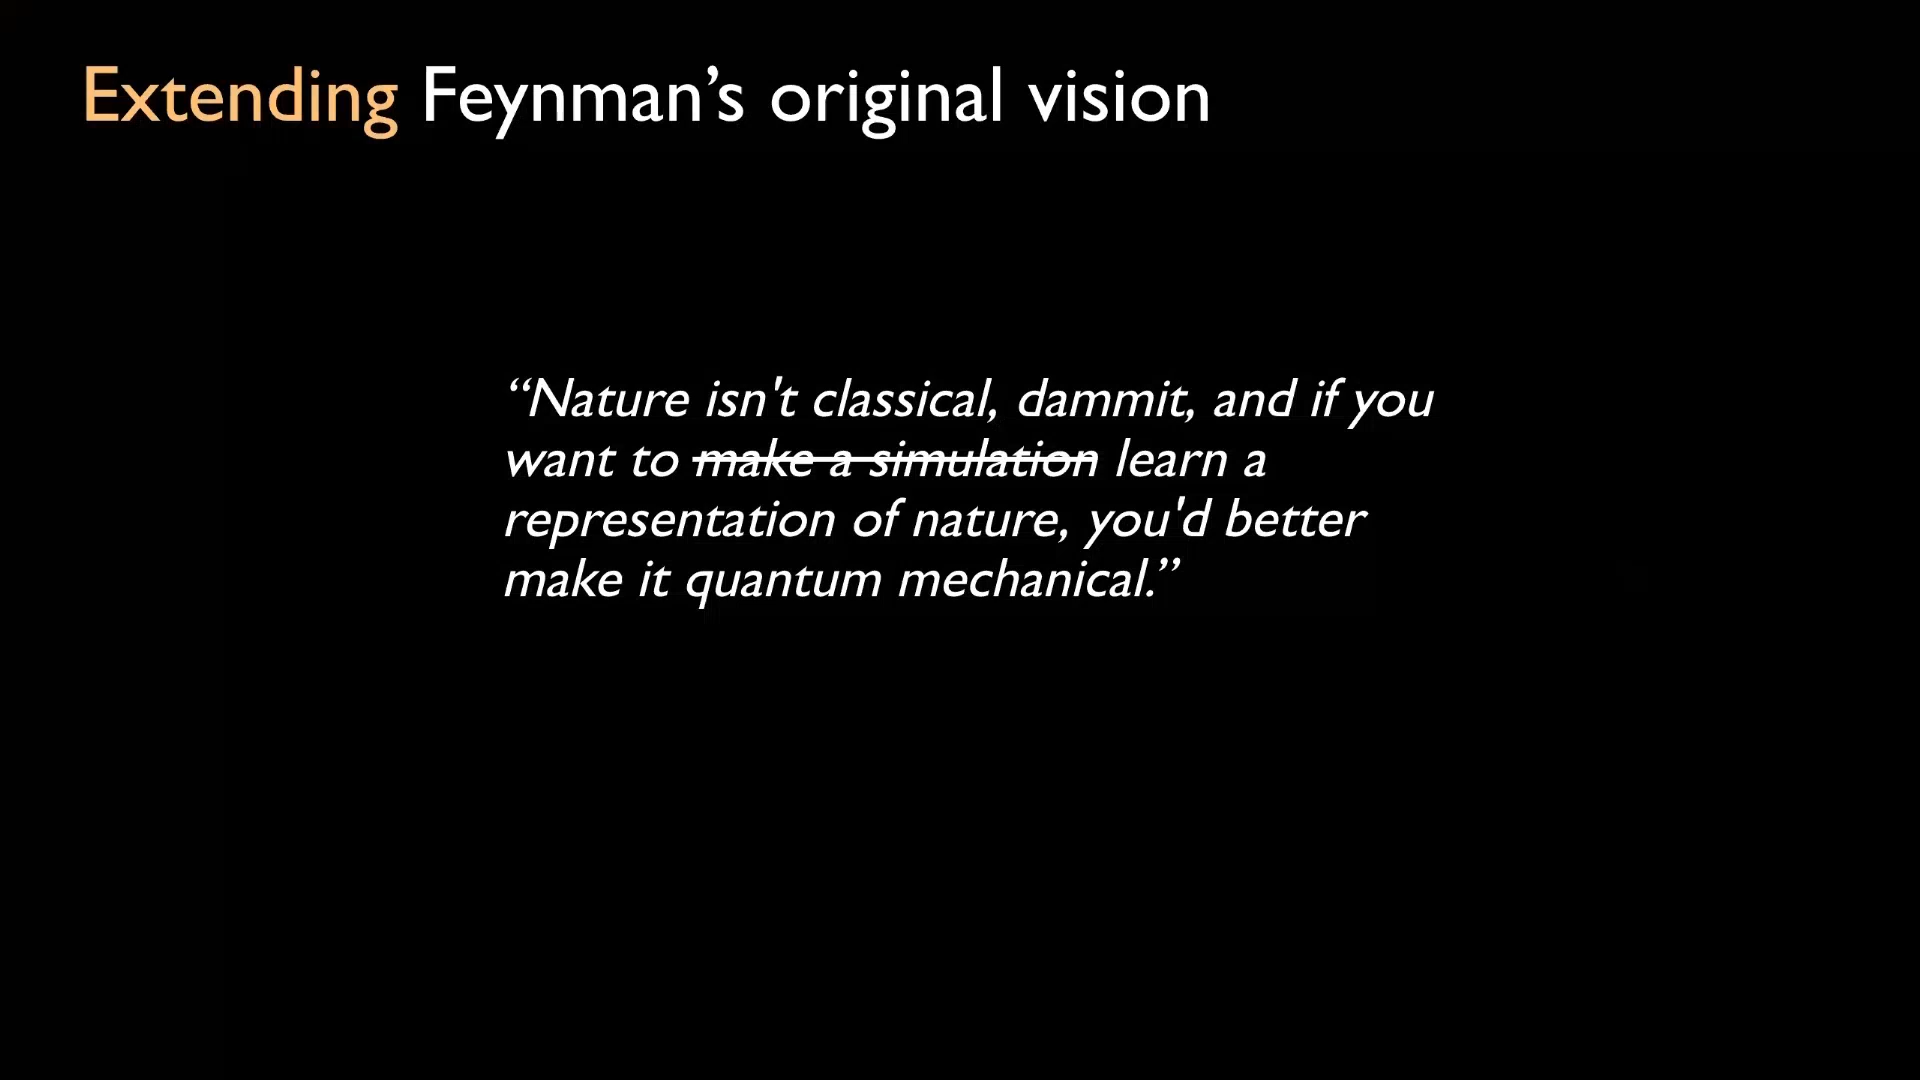 Extending Feynman’s original vision
“Nature isn't classical, dammit, and if you
want to make a simulation learn a
representation of nature, you'd better
make it quantum mechanical.”